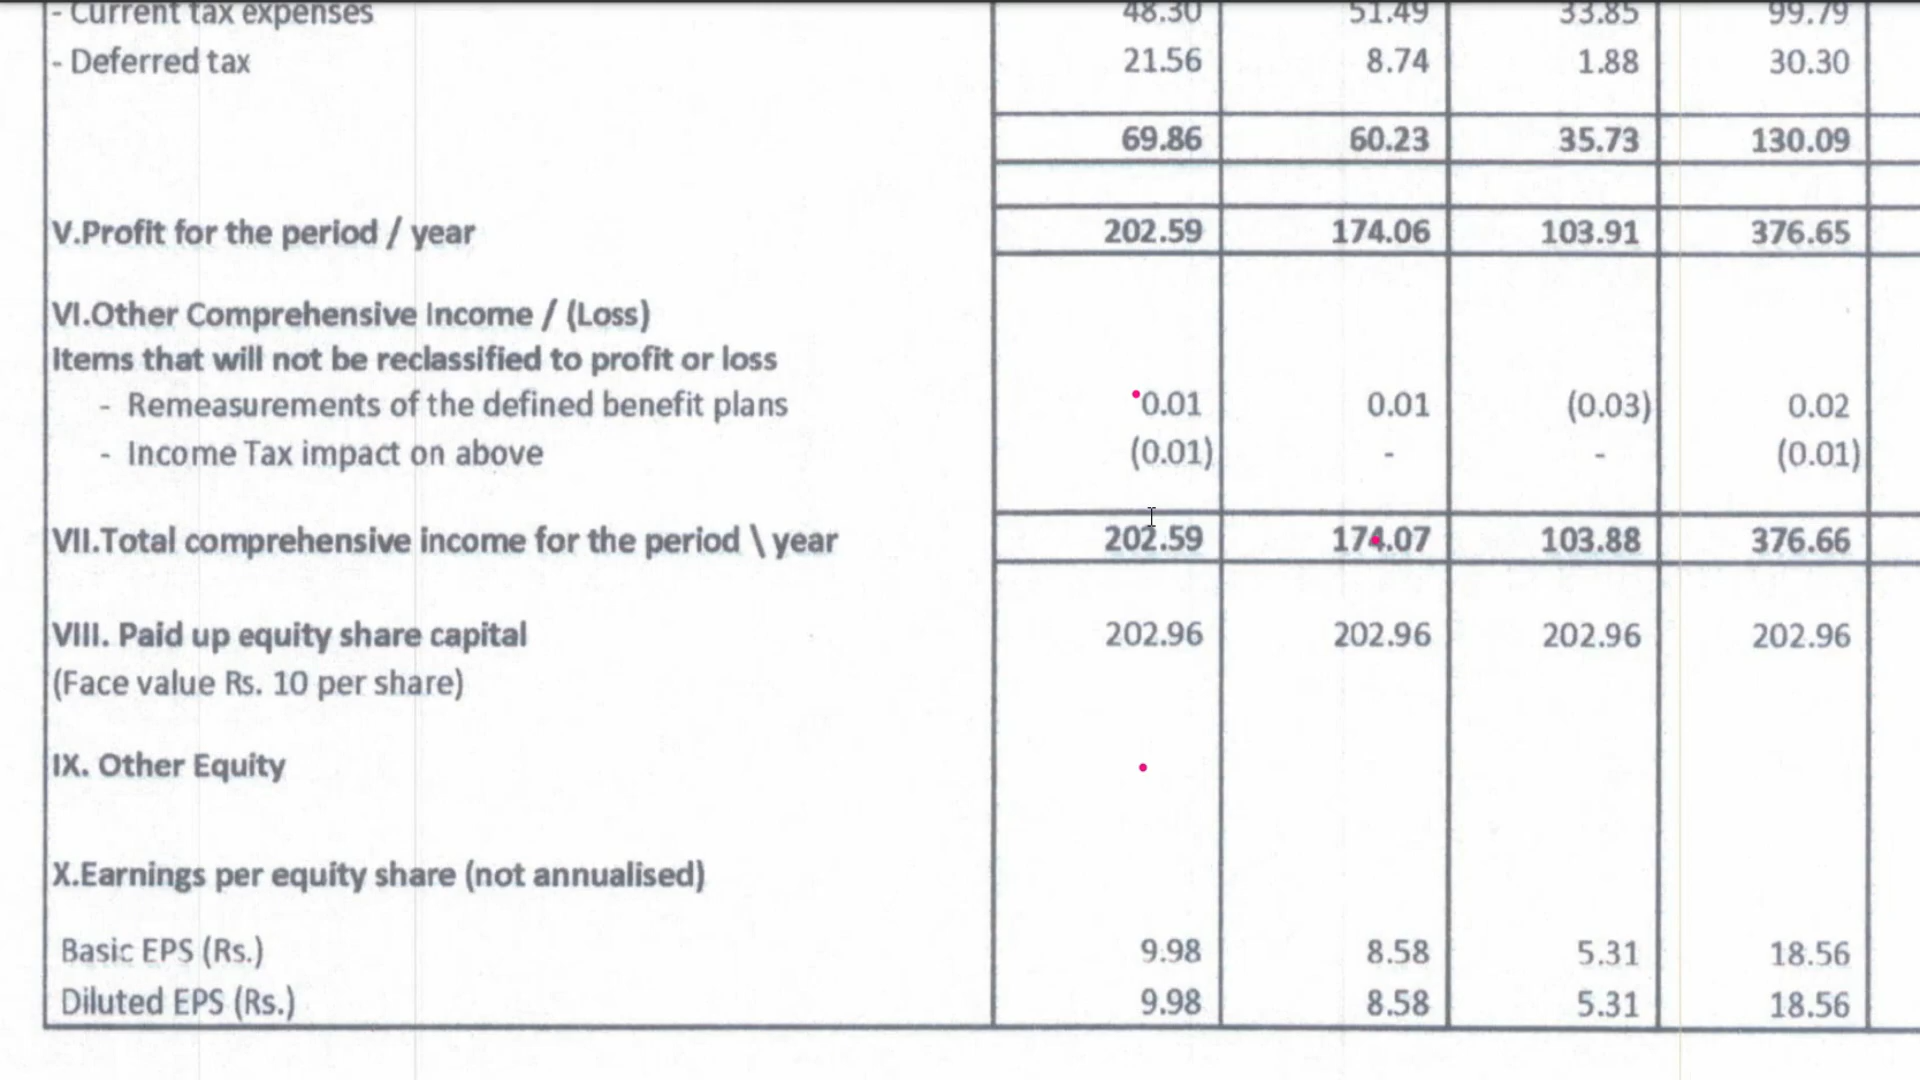 - Current tax expenses 48.30 51.49 33.85 99.79
- Deferred tax 21.56 8.74 1.88 30.30
69.86 60.23 35.73 130.09
V.Profit for the period / year 202.59 174.06 103.91 376.65
VI.Other Comprehensive Income / (Loss)
Items that will not be reclassified to profit or loss
- Remeasurements of the defined benefit plans 0.01 0.01 (0.03) 0.02
- Income Tax impact on above (0.01) - - (0.01)
VII.Total comprehensive income for the period \ year 202.59 174.07 103.88 376.66
VIII. Paid up equity share capital 202.96 202.96 202.96 202.96
(Face value Rs. 10 per share)
IX. Other Equity
X.Earnings per equity share (not annualised)
Basic EPS (Rs.) 9.98 8.58 5.31 18.56
Diluted EPS (Rs.) 9.98 8.58 5.31 18.56